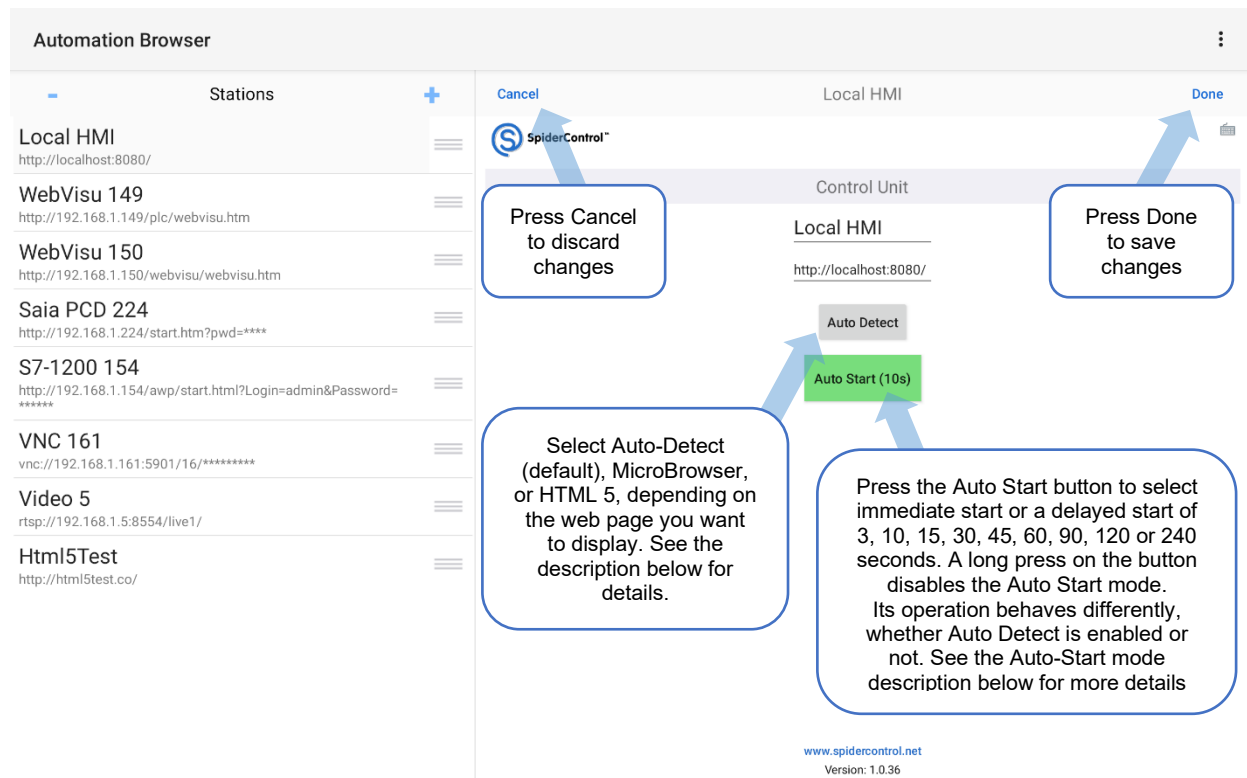 Automation Browser
- Stations +
Local HMI
http://localhost:8080/
WebVisu 149
http://192.168.1.149/plc/webvisu.htm
WebVisu 150
http://192.168.1.150/webvisu/webvisu.htm
Saia PCD 224
http://192.168.1.224/start.htm?pwd=****
S7-1200 154
http://192.168.1.154/awp/start.html?Login=admin&Password=
******
VNC 161
vnc://192.168.1.161:5901/16/*********
Video 5
rtsp://192.168.1.5:8554/live1/
Html5Test
http://html5test.co/
Cancel Local HMI Done
SpiderControl™
Control Unit
Press Cancel
to discard
changes
Local HMI
http://localhost:8080/
Press Done
to save
changes
Auto Detect
Auto Start (10s)
Select Auto-Detect
(default), MicroBrowser,
or HTML 5, depending on
the web page you want
to display. See the
description below for
details.
Press the Auto Start button to select
immediate start or a delayed start of
3, 10, 15, 30, 45, 60, 90, 120 or 240
seconds. A long press on the button
disables the Auto Start mode.
Its operation behaves differently,
whether Auto Detect is enabled or
not. See the Auto-Start mode
description below for more details
www.spidercontrol.net
Version: 1.0.36